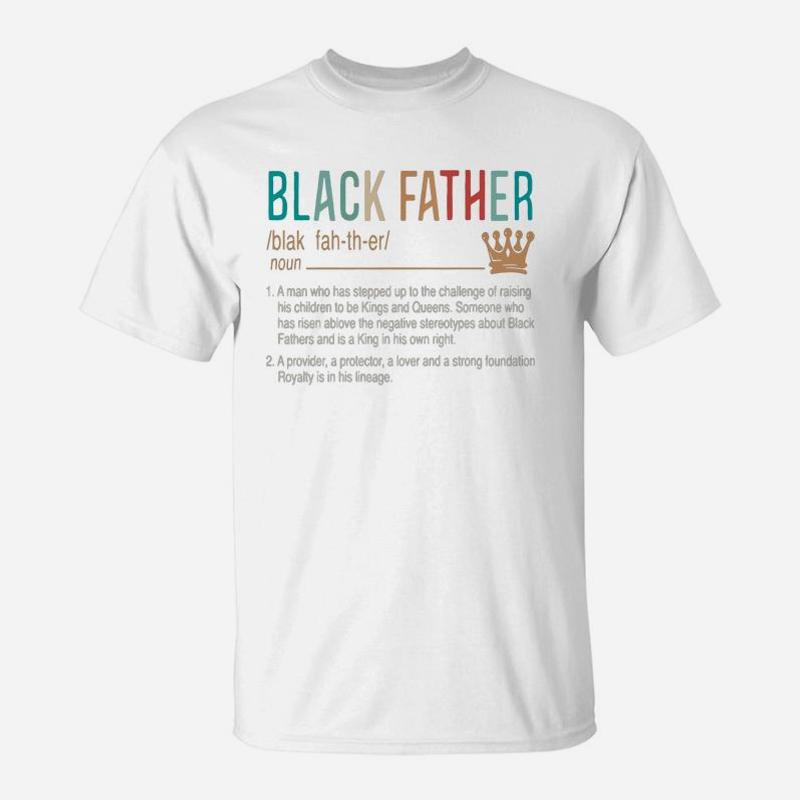 BLACK FATHER
/blak fah-th-er/
noun
1. A man who has stepped up to the challenge of raising
his children to be Kings and Queens. Someone who
has risen ablove the negative stereotypes about Black
Fathers and is a King in his own right.
2. A provider, a protector, a lover and a strong foundation
Royalty is in his lineage.